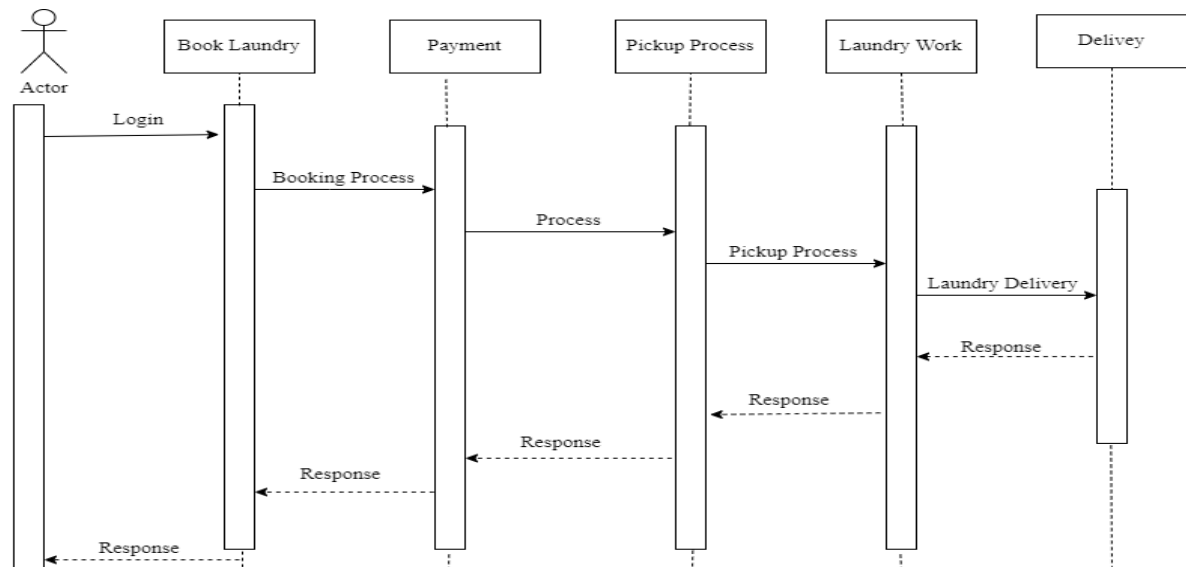 Book Laundry
Payment
Pickup Process
Laundry Work
Delivey
Actor
Login
Booking Process
Process
Pickup Process
Laundry Delivery
Response
Response
Response
Response
Response